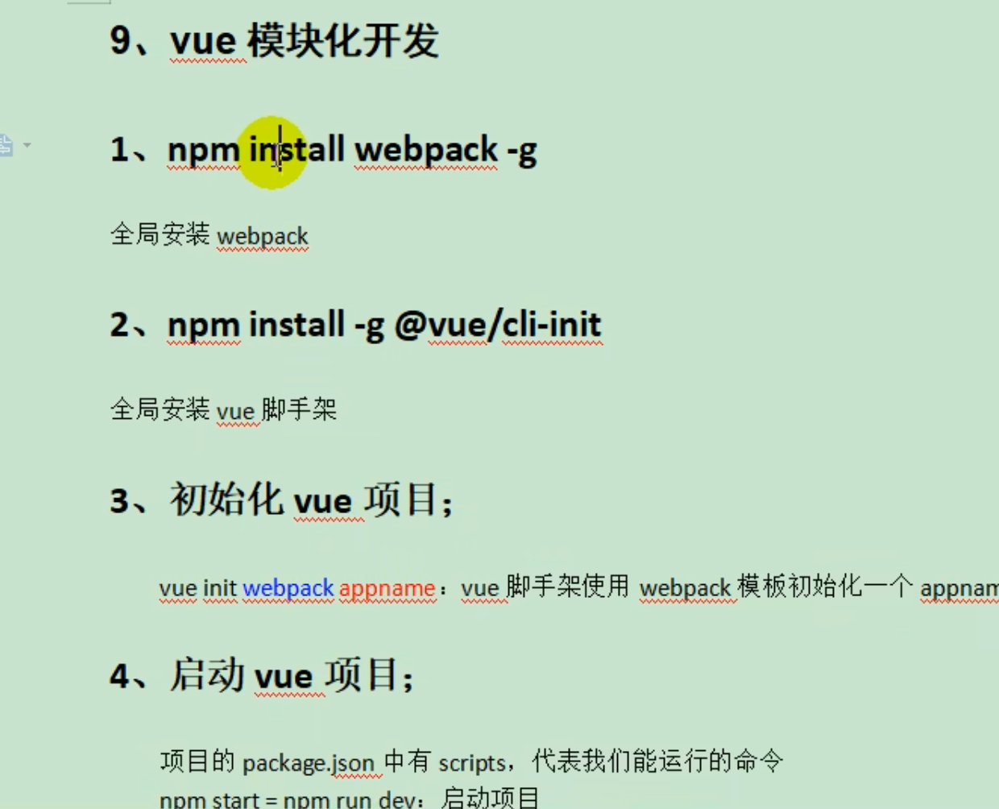 9、vue 模块化开发
1、npm install webpack -g
全局安装 webpack
2、npm install -g @vue/cli-init
全局安装 vue 脚手架
3、初始化 vue 项目；
vue init webpack appname：vue 脚手架使用 webpack 模板初始化一个 appnam
4、启动 vue 项目；
项目的 package.json 中有 scripts，代表我们能运行的命令
npm start = npm run dev：启动项目